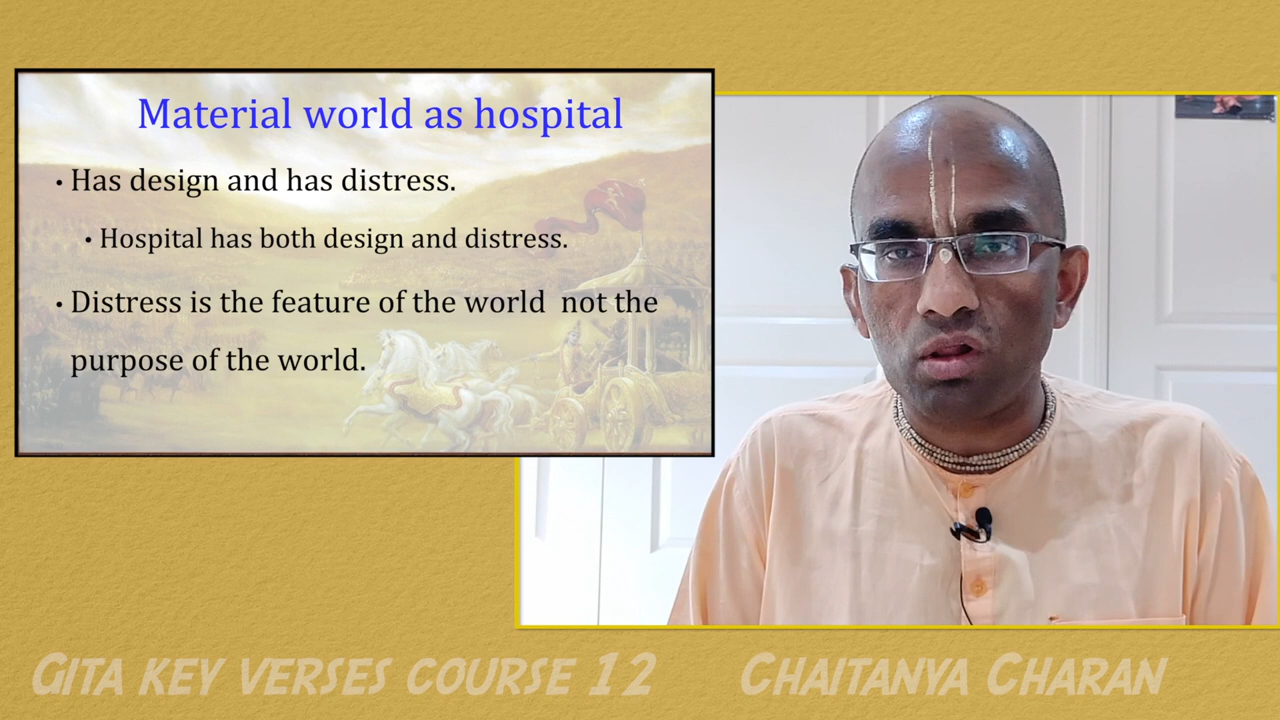 Material world as hospital
• Has design and has distress.
• Hospital has both design and distress.
• Distress is the feature of the world  not the
purpose of the world.
GITA KEY VERSES COURSE 12
CHAITANYA CHARAN